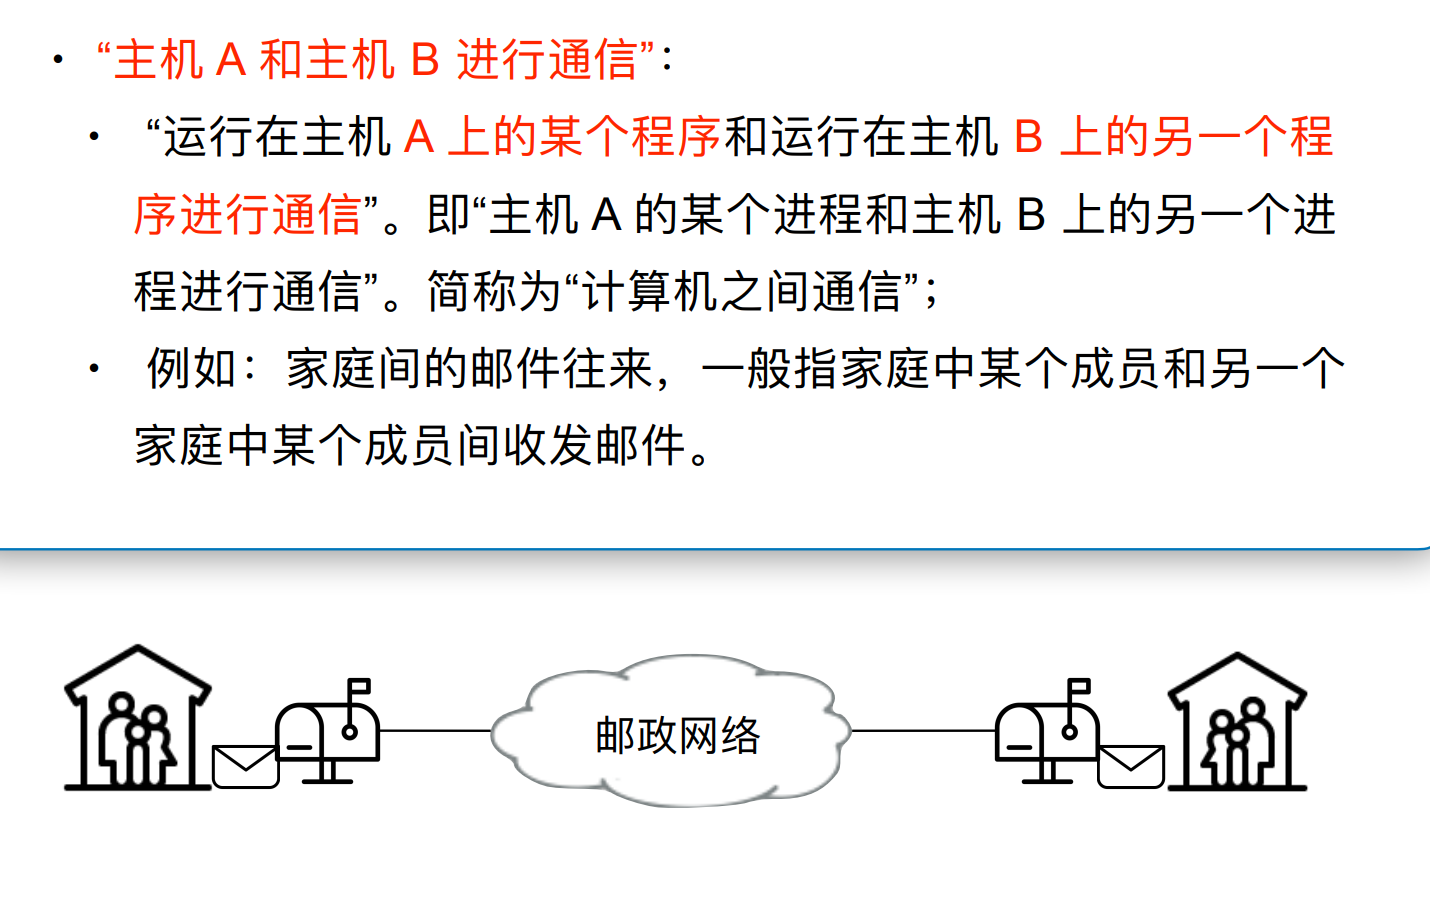 • “主机 A 和主机 B 进行通信”：
• “运行在主机 A 上的某个程序和运行在主机 B 上的另一个程
序进行通信”。即“主机 A 的某个进程和主机 B 上的另一个进
程进行通信”。简称为“计算机之间通信”；
• 例如：家庭间的邮件往来，一般指家庭中某个成员和另一个
家庭中某个成员间收发邮件。
邮政网络